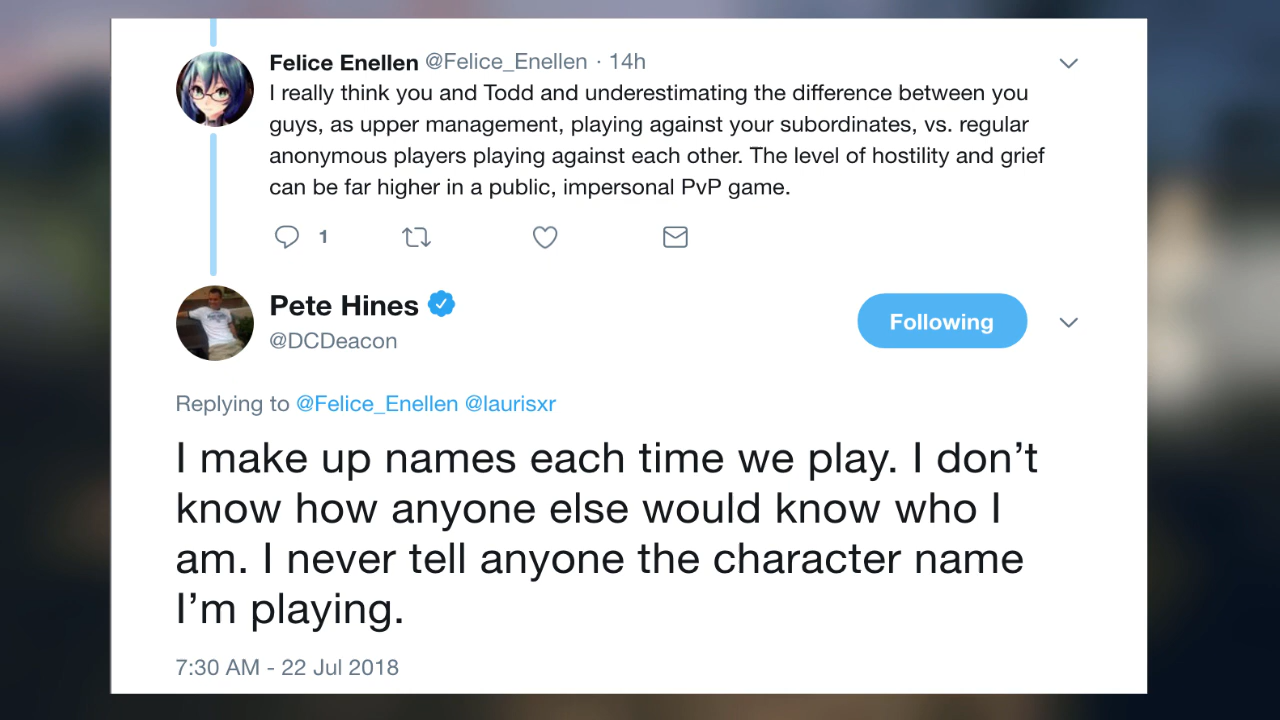 Felice Enellen @Felice_Enellen · 14h
I really think you and Todd and underestimating the difference between you
guys, as upper management, playing against your subordinates, vs. regular
anonymous players playing against each other. The level of hostility and grief
can be far higher in a public, impersonal PvP game.
1
Pete Hines
Following
@DCDeacon
Replying to @Felice_Enellen @laurisxr
I make up names each time we play. I don’t
know how anyone else would know who I
am. I never tell anyone the character name
I’m playing.
7:30 AM - 22 Jul 2018